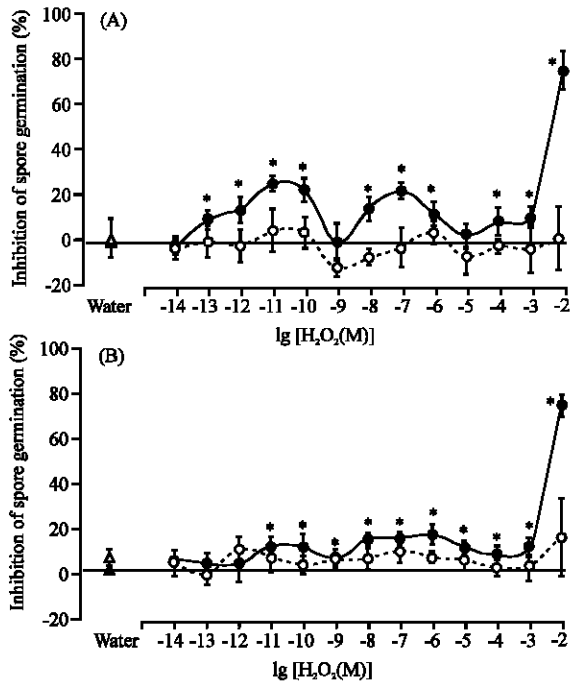 (A)
Inhibition of spore germination (%)
100
80
60
40
20
0
-20
* * * * * * * * * *
Water -14 -13 -12 -11 -10 -9 -8 -7 -6 -5 -4 -3 -2
lg [H₂O₂(M)]
(B)
Inhibition of spore germination (%)
100
80
60
40
20
0
-20
* * * * * * * * * *
Water -14 -13 -12 -11 -10 -9 -8 -7 -6 -5 -4 -3 -2
lg [H₂O₂(M)]